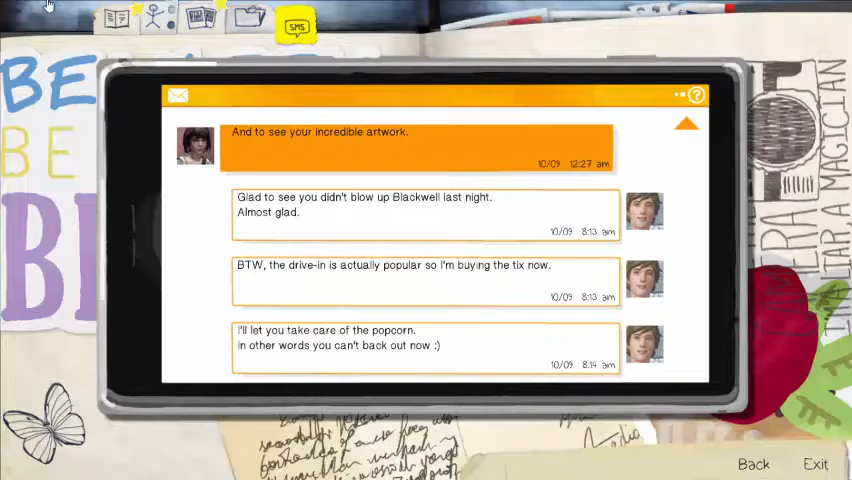 SMS
BE
BE
And to see your incredible artwork.
10/09 12:27 am
Glad to see you didn't blow up Blackwell last night.
Almost glad.
10/09 8:13 am
BTW, the drive-in is actually popular so I'm buying the tix now.
10/09 8:13 am
I'll let you take care of the popcorn.
In other words you can't back out now :)
10/09 8:14 am
Back Exit